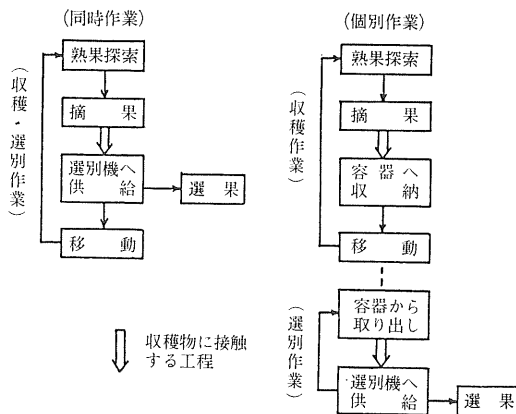 (同時作業)
熟果探索
摘果
選別機へ
供給
選果
移動
(収穫・選別作業)
収穫物に接触
する工程
(個別作業)
熟果探索
摘果
容器へ
収納
移動
(収穫作業)
容器から
取り出し
選別機へ
供給
選果
(選別作業)